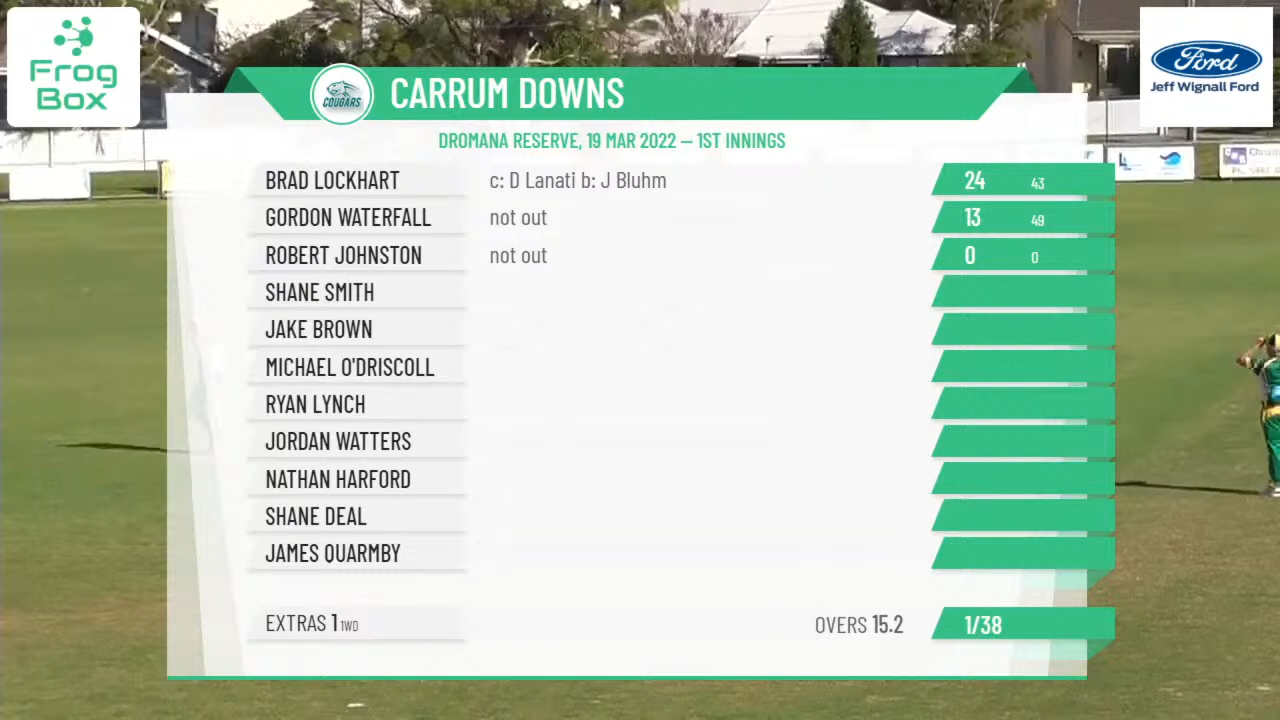 Frog
Box
Ford
Jeff Wignall Ford
COUGARS
CARRUM DOWNS
DROMANA RESERVE, 19 MAR 2022 – 1ST INNINGS
BRAD LOCKHART c: D Lanati b: J Bluhm 24 43
GORDON WATERFALL not out 13 49
ROBERT JOHNSTON not out 0 0
SHANE SMITH
JAKE BROWN
MICHAEL O'DRISCOLL
RYAN LYNCH
JORDAN WATTERS
NATHAN HARFORD
SHANE DEAL
JAMES QUARMBY
EXTRAS 1 1WD OVERS 15.2 1/38